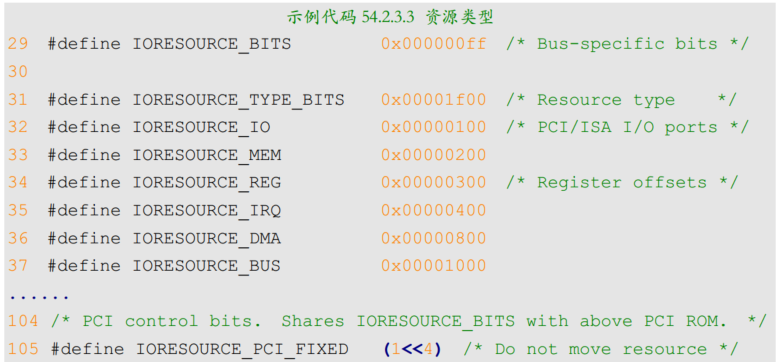 示例代码 54.2.3.3 资源类型
29 #define IORESOURCE_BITS 0x000000ff /* Bus-specific bits */
30
31 #define IORESOURCE_TYPE_BITS 0x00001f00 /* Resource type */
32 #define IORESOURCE_IO 0x00000100 /* PCI/ISA I/O ports */
33 #define IORESOURCE_MEM 0x00000200
34 #define IORESOURCE_REG 0x00000300 /* Register offsets */
35 #define IORESOURCE_IRQ 0x00000400
36 #define IORESOURCE_DMA 0x00000800
37 #define IORESOURCE_BUS 0x00001000
......
104 /* PCI control bits. Shares IORESOURCE_BITS with above PCI ROM. */
105 #define IORESOURCE_PCI_FIXED (1<<4) /* Do not move resource */